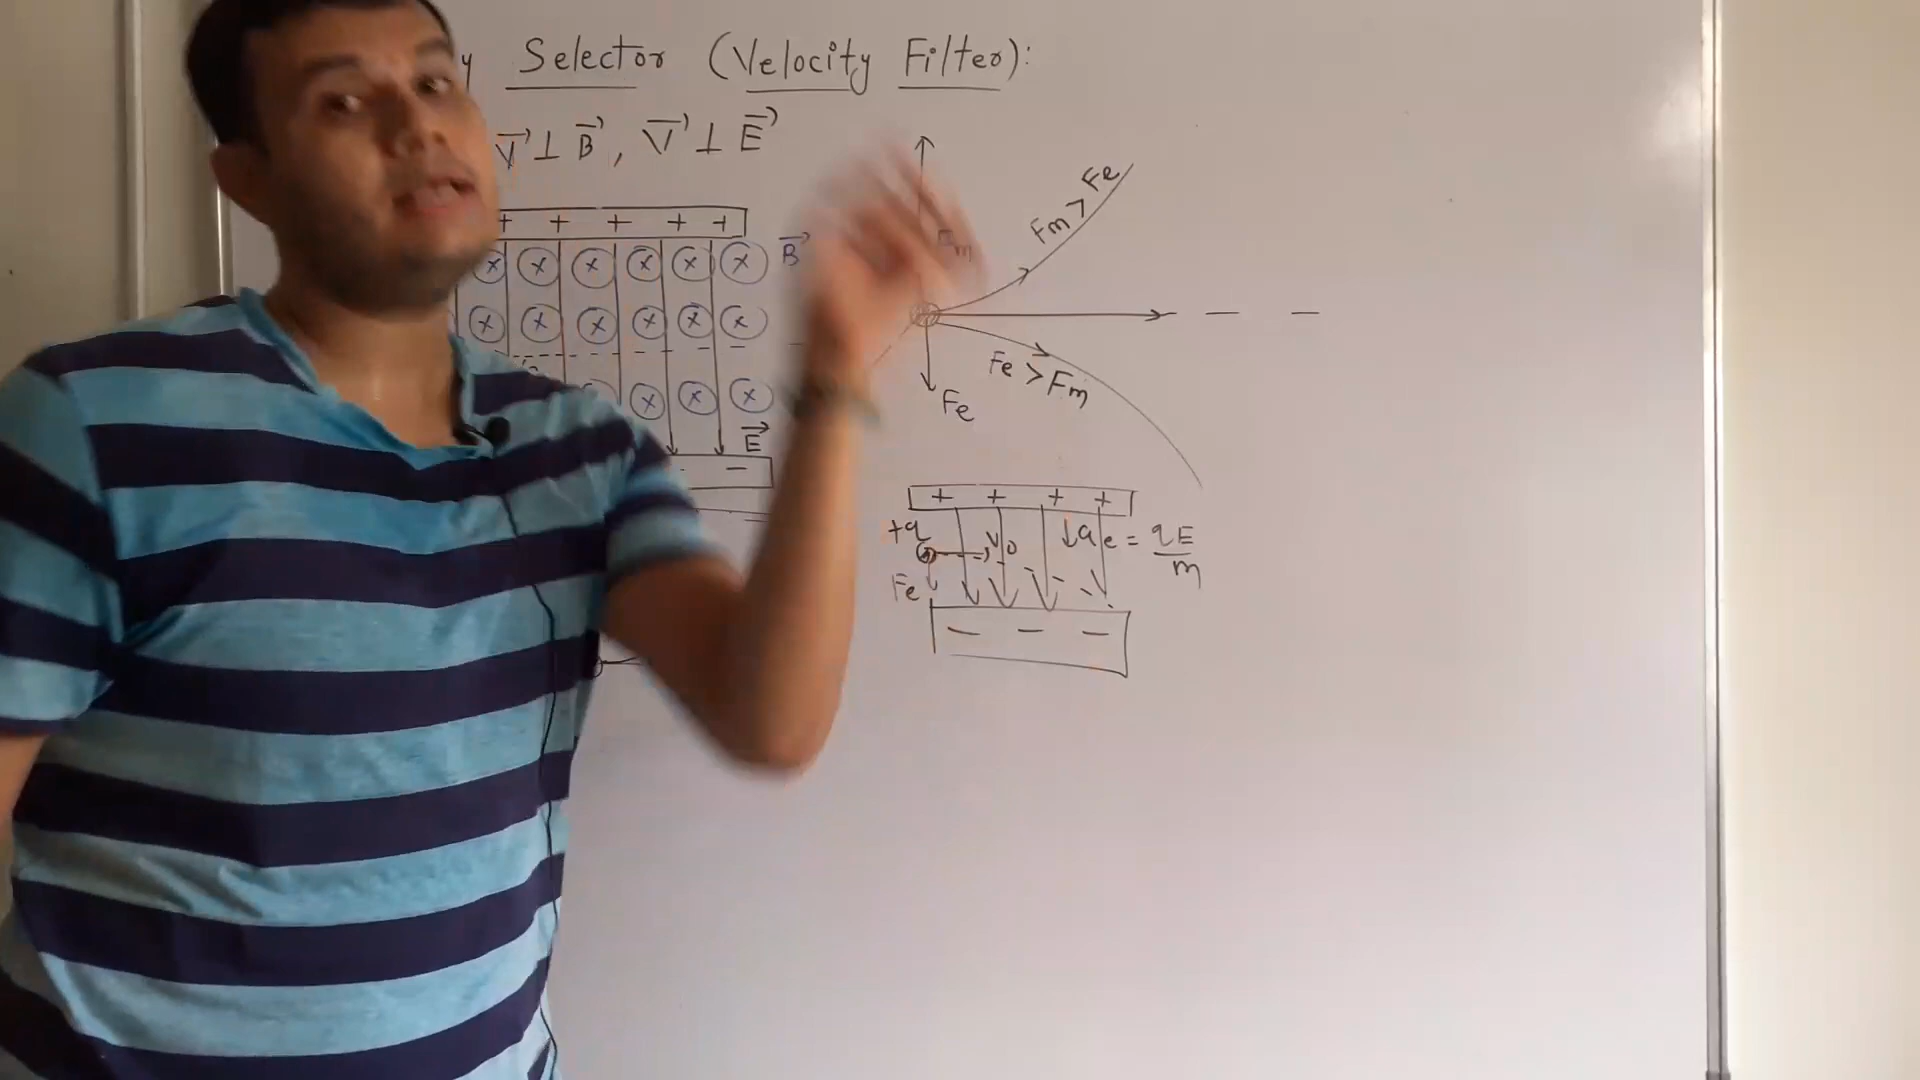 y Selector (Velocity Filter):
V⃗ ⊥ B⃗, V⃗ ⊥ E⃗
+ + + + +
x x x x x x B⃗
x x x x x x
x x x
E⃗
- -
Fm
Fm > Fe
Fe > Fm
Fe
+ + + +
+q V₀ ↓ae = qE/m
Fe
- - -